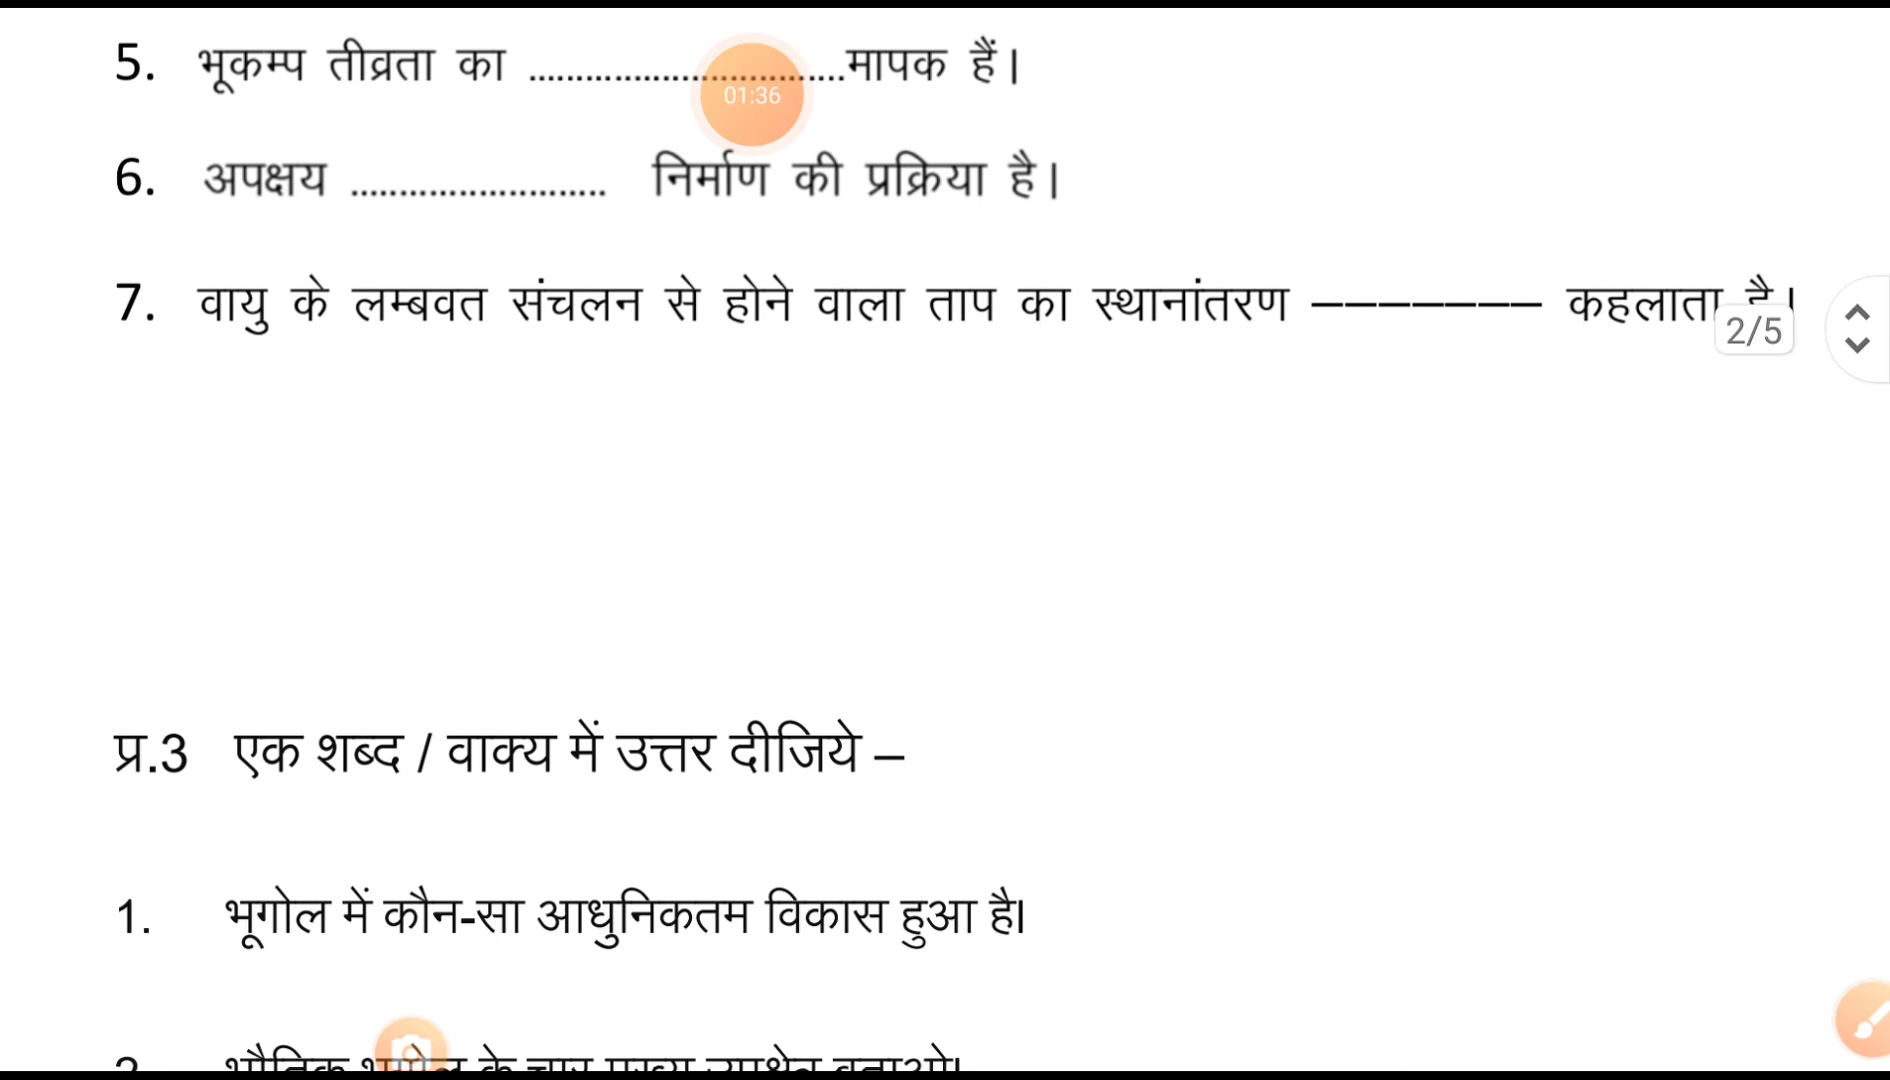 5. भूकम्प तीव्रता का ................................मापक हैं।
01:36
6. अपक्षय .......................... निर्माण की प्रक्रिया है।
7. वायु के लम्बवत संचलन से होने वाला ताप का स्थानांतरण ——————— कहलाता है।
2/5
प्र.3 एक शब्द / वाक्य में उत्तर दीजिये –
1. भूगोल में कौन-सा आधुनिकतम विकास हुआ है।